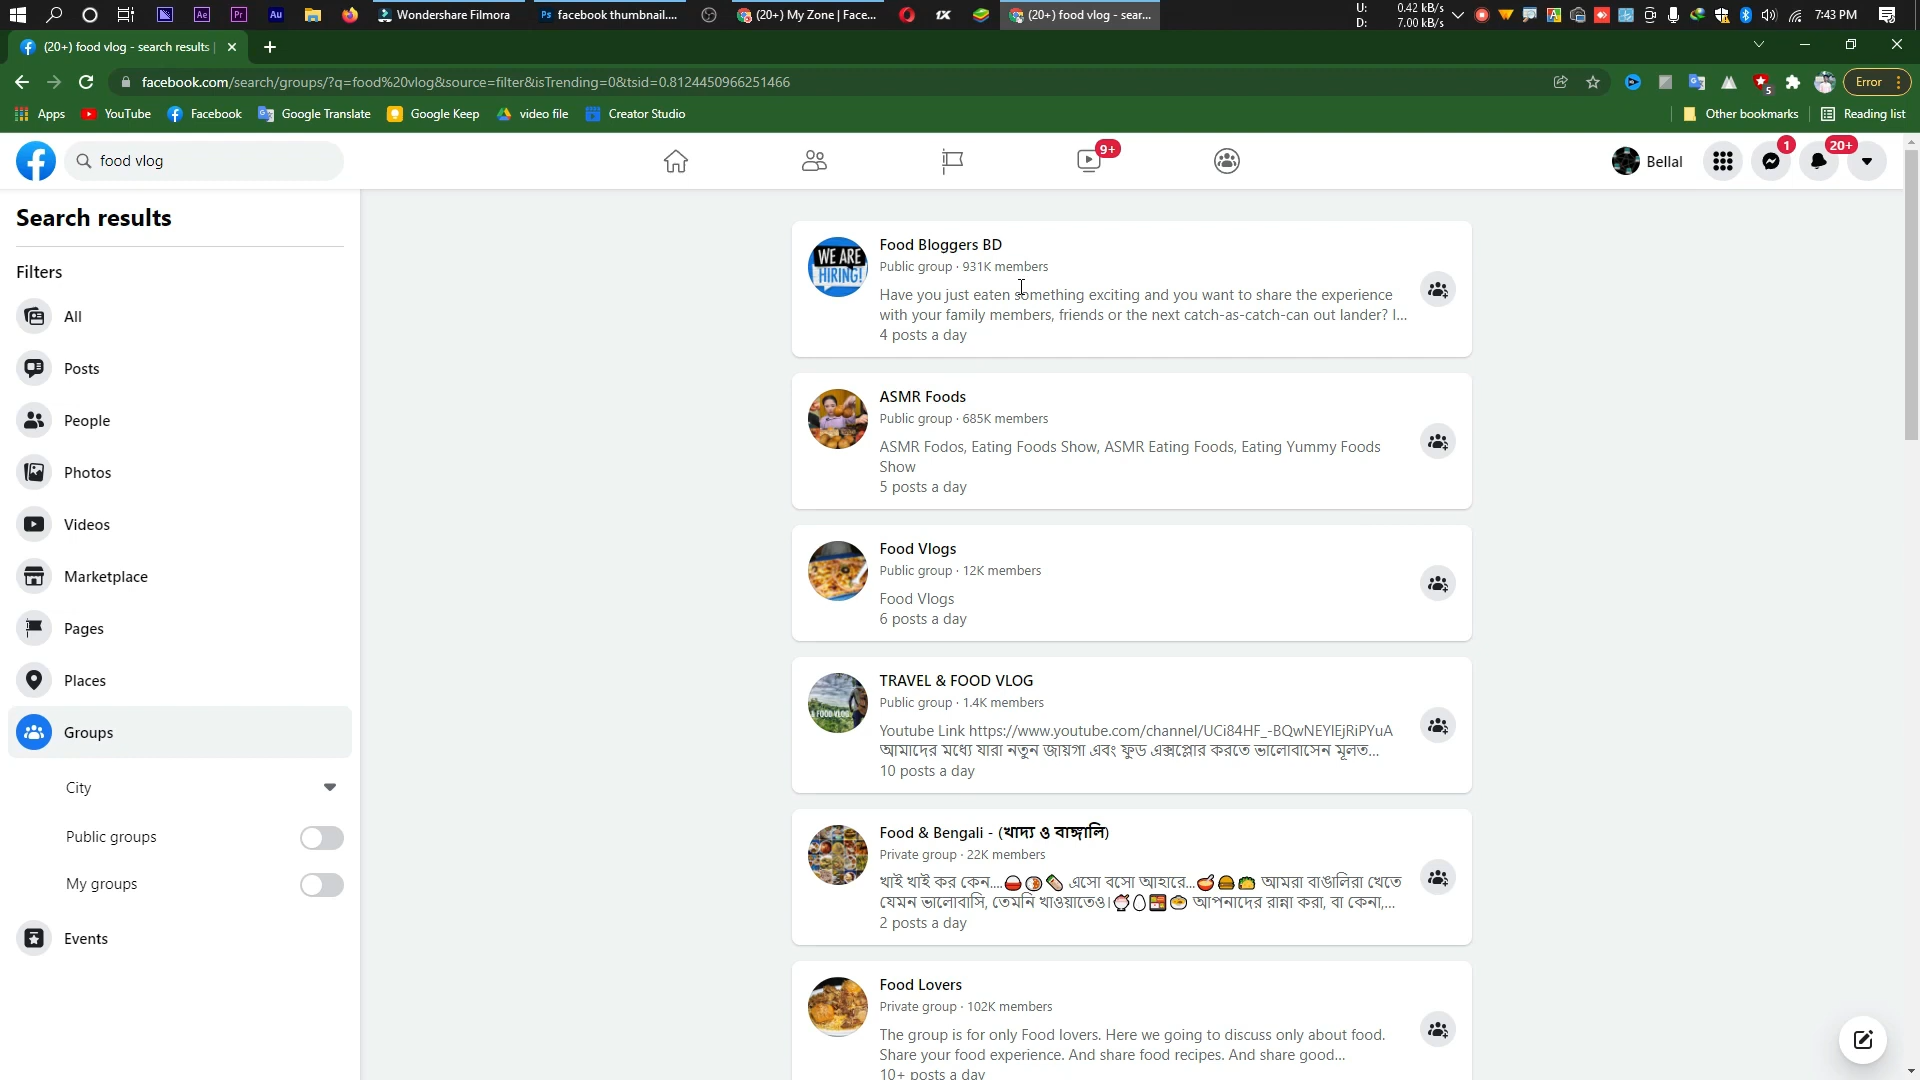 Ae
Pr
Au
Wondershare Filmora
Ps facebook thumbnail....
(20+) My Zone | Face...
1X
(20+) food vlog - sear...
U: 0.42 kB/s
D: 7.00 kB/s
7:43 PM
(20+) food vlog - search results |
facebook.com/search/groups/?q=food%20vlog&source=filter&isTrending=0&tsid=0.8124450966251466
5
Error
Apps
YouTube
Facebook
Google Translate
Google Keep
video file
Creator Studio
Other bookmarks
Reading list
food vlog
9+
Bellal
1
20+
Search results
Filters
All
Posts
People
Photos
Videos
Marketplace
Pages
Places
Groups
City
Public groups
My groups
Events
WE ARE
HIRING!
Food Bloggers BD
Public group · 931K members
Have you just eaten something exciting and you want to share the experience
with your family members, friends or the next catch-as-catch-can out lander? I...
4 posts a day
ASMR Foods
Public group · 685K members
ASMR Fodos, Eating Foods Show, ASMR Eating Foods, Eating Yummy Foods
Show
5 posts a day
Food Vlogs
Public group · 12K members
Food Vlogs
6 posts a day
& FOOD VLOG
TRAVEL & FOOD VLOG
Public group · 1.4K members
Youtube Link https://www.youtube.com/channel/UCi84HF_-BQwNEYIEjRiPYuA
আমাদের মধ্যে যারা নতুন জায়গা এবং ফুড এক্সপ্লোর করতে ভালোবাসেন মূলত...
10 posts a day
Food & Bengali - (খাদ্য ও বাঙ্গালি)
Private group · 22K members
খাই খাই কর কেন.... এসো বসো আহারে... আমরা বাঙালিরা খেতে
যেমন ভালোবাসি, তেমনি খাওয়াতেও। আপনাদের রান্না করা, বা কেনা,...
2 posts a day
Food Lovers
Private group · 102K members
The group is for only Food lovers. Here we going to discuss only about food.
Share your food experience. And share food recipes. And share good...
10+ posts a day